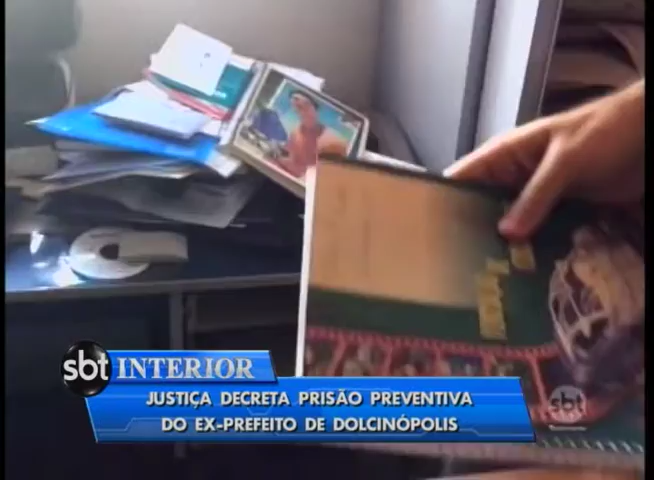 sbt INTERIOR
JUSTIÇA DECRETA PRISÃO PREVENTIVA
DO EX-PREFEITO DE DOLCINÓPOLIS
sbt